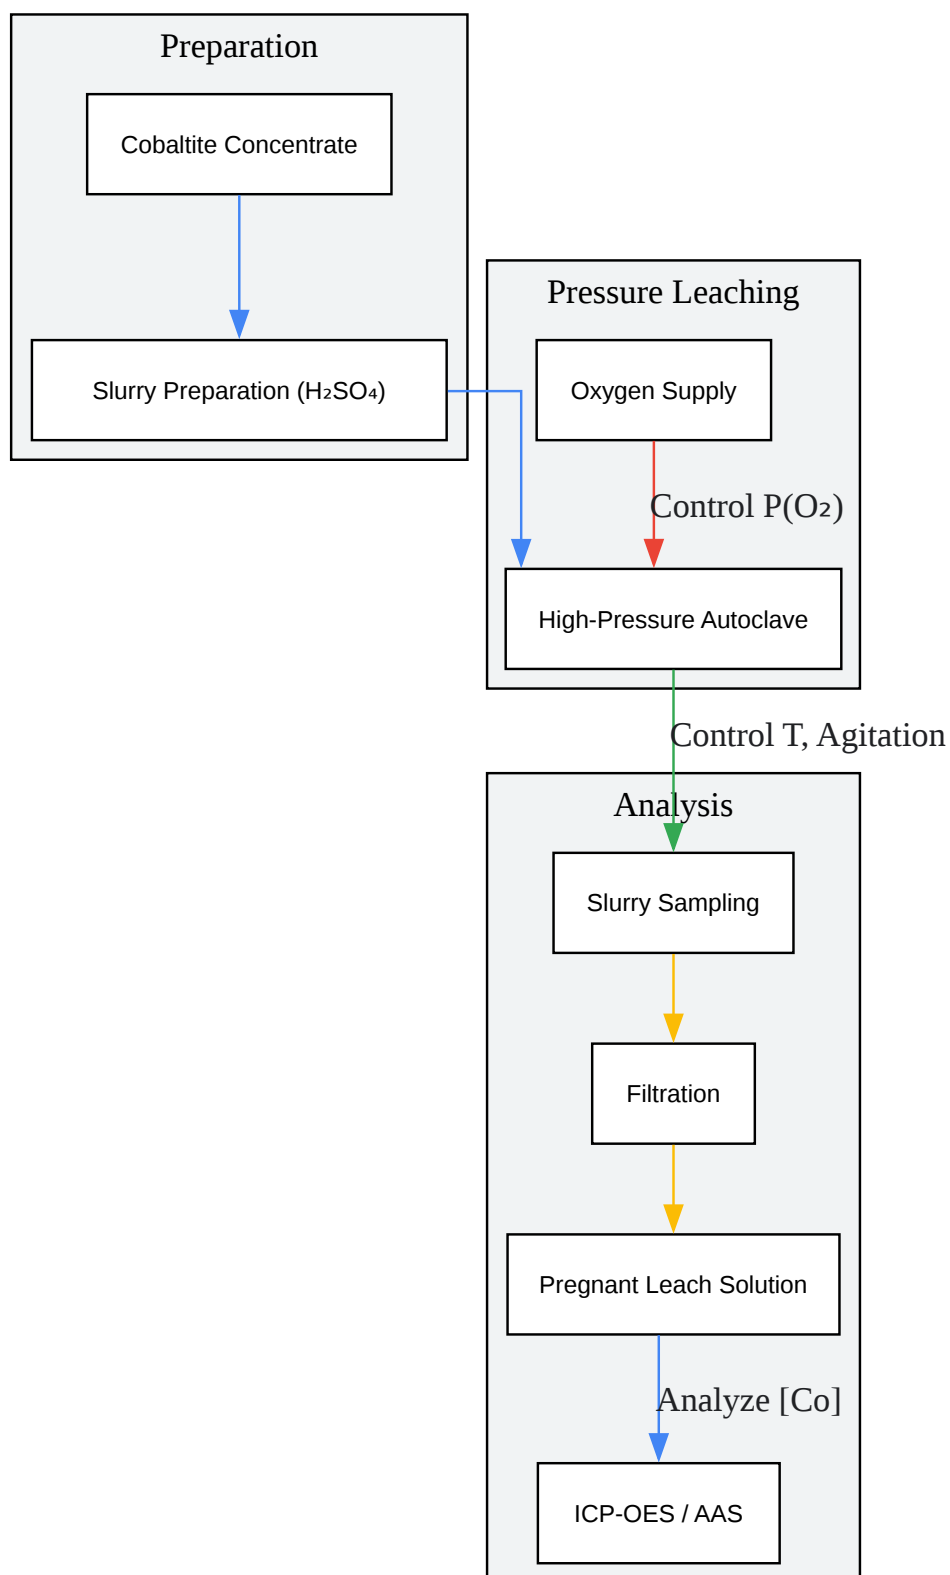 Preparation
Cobaltite Concentrate
Slurry Preparation (H₂SO₄)
Pressure Leaching
Oxygen Supply
Control P(O₂)
High-Pressure Autoclave
Control T, Agitation
Analysis
Slurry Sampling
Filtration
Pregnant Leach Solution
Analyze [Co]
ICP-OES / AAS